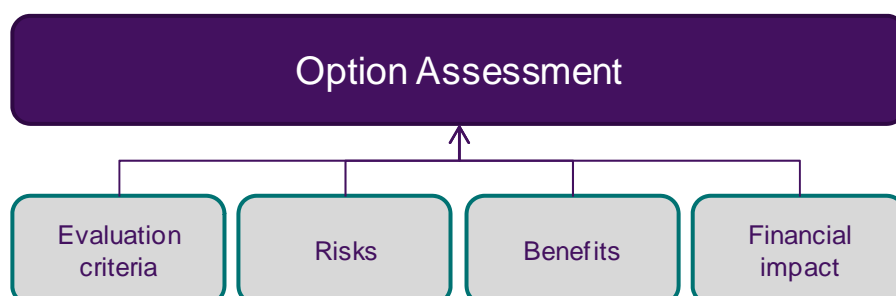 Option Assessment
Evaluation
criteria
Risks
Benefits
Financial
impact